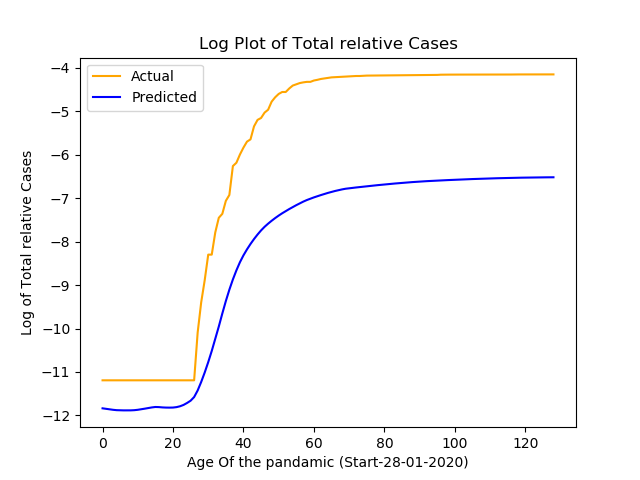 Log Plot of Total relative Cases
Actual
Predicted
−4
−5
−6
−7
−8
−9
−10
−11
−12
Log of Total relative Cases
0 20 40 60 80 100 120
Age Of the pandamic (Start-28-01-2020)